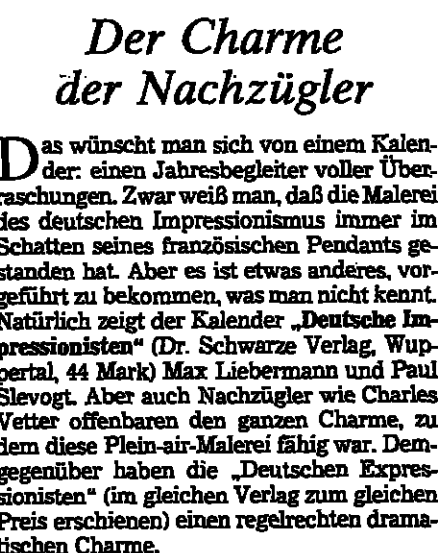 Der Charme
der Nachzügler
Das wünscht man sich von einem Kalen-
der: einen Jahresbegleiter voller Über-
raschungen. Zwar weiß man, daß die Malerei
des deutschen Impressionismus immer im
Schatten seines französischen Pendants ge-
standen hat. Aber es ist etwas anderes, vor-
geführt zu bekommen, was man nicht kennt.
Natürlich zeigt der Kalender „Deutsche Im-
pressionisten“ (Dr. Schwarze Verlag, Wup-
pertal, 44 Mark) Max Liebermann und Paul
Slevogt. Aber auch Nachzügler wie Charles
Vetter offenbaren den ganzen Charme, zu
dem diese Plein-air-Malerei fähig war. Dem-
gegenüber haben die „Deutschen Expres-
sionisten“ (im gleichen Verlag zum gleichen
Preis erschienen) einen regelrechten drama-
tischen Charme.